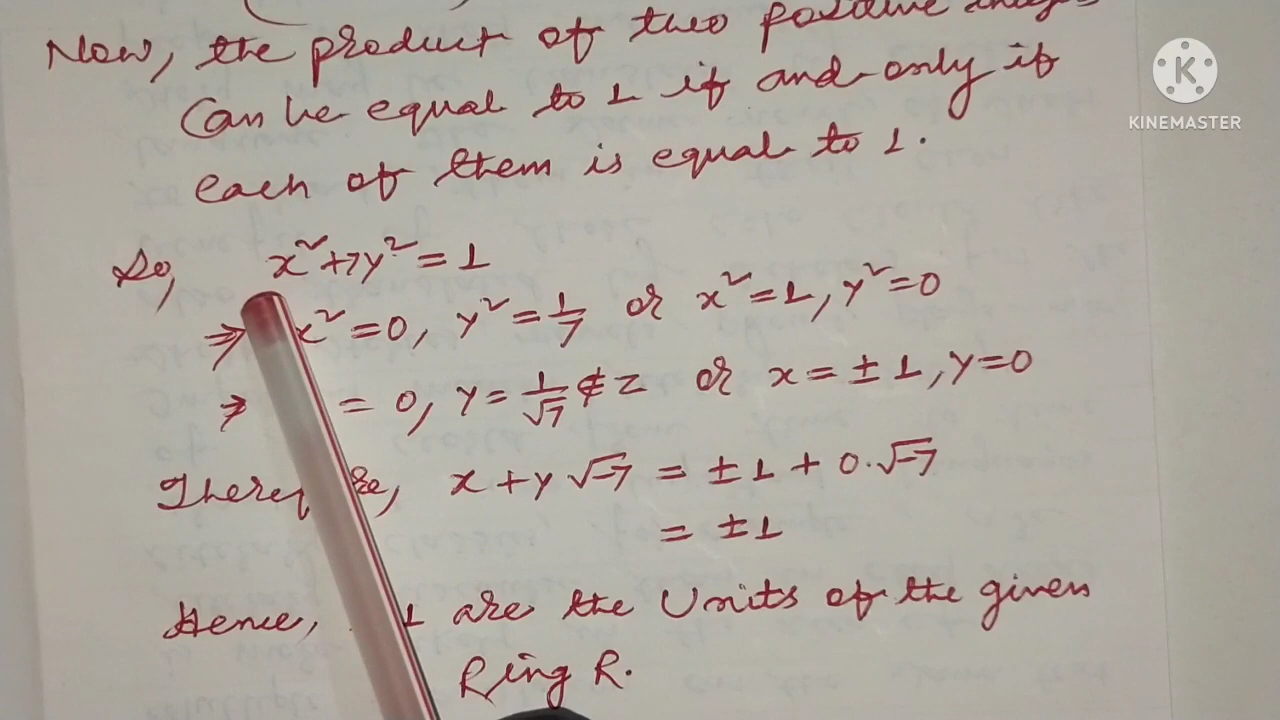 Now, the product of two positive
can be equal to 1 if and only if
each of them is equal to 1.
So, x²+7y² = 1
⇒ x² = 0, y² = 1/7 or x² = 1, y² = 0
⇒ = 0, y = 1/√7 ∉ Z or x = ±1, y = 0
Therefore, x + y√-7 = ±1 + 0.√-7
= ±1
Hence, 1 are the Units of the given
Ring R.
K
KINEMASTER